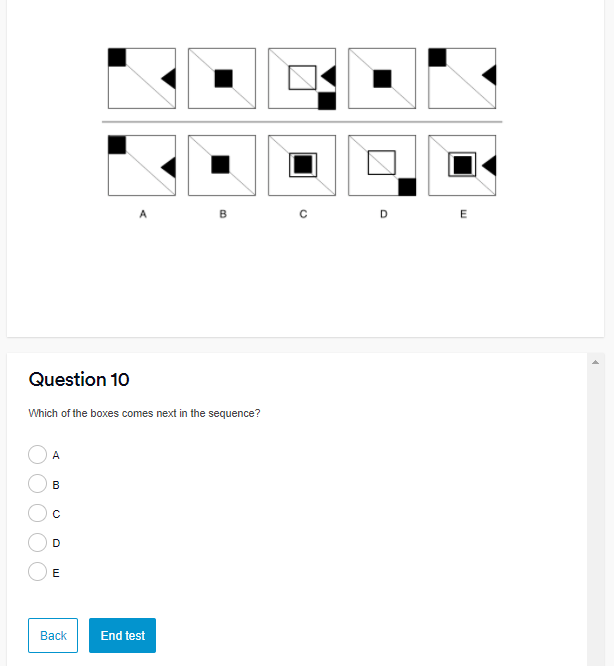 A B C D E
Question 10
Which of the boxes comes next in the sequence?
A
B
C
D
E
Back End test